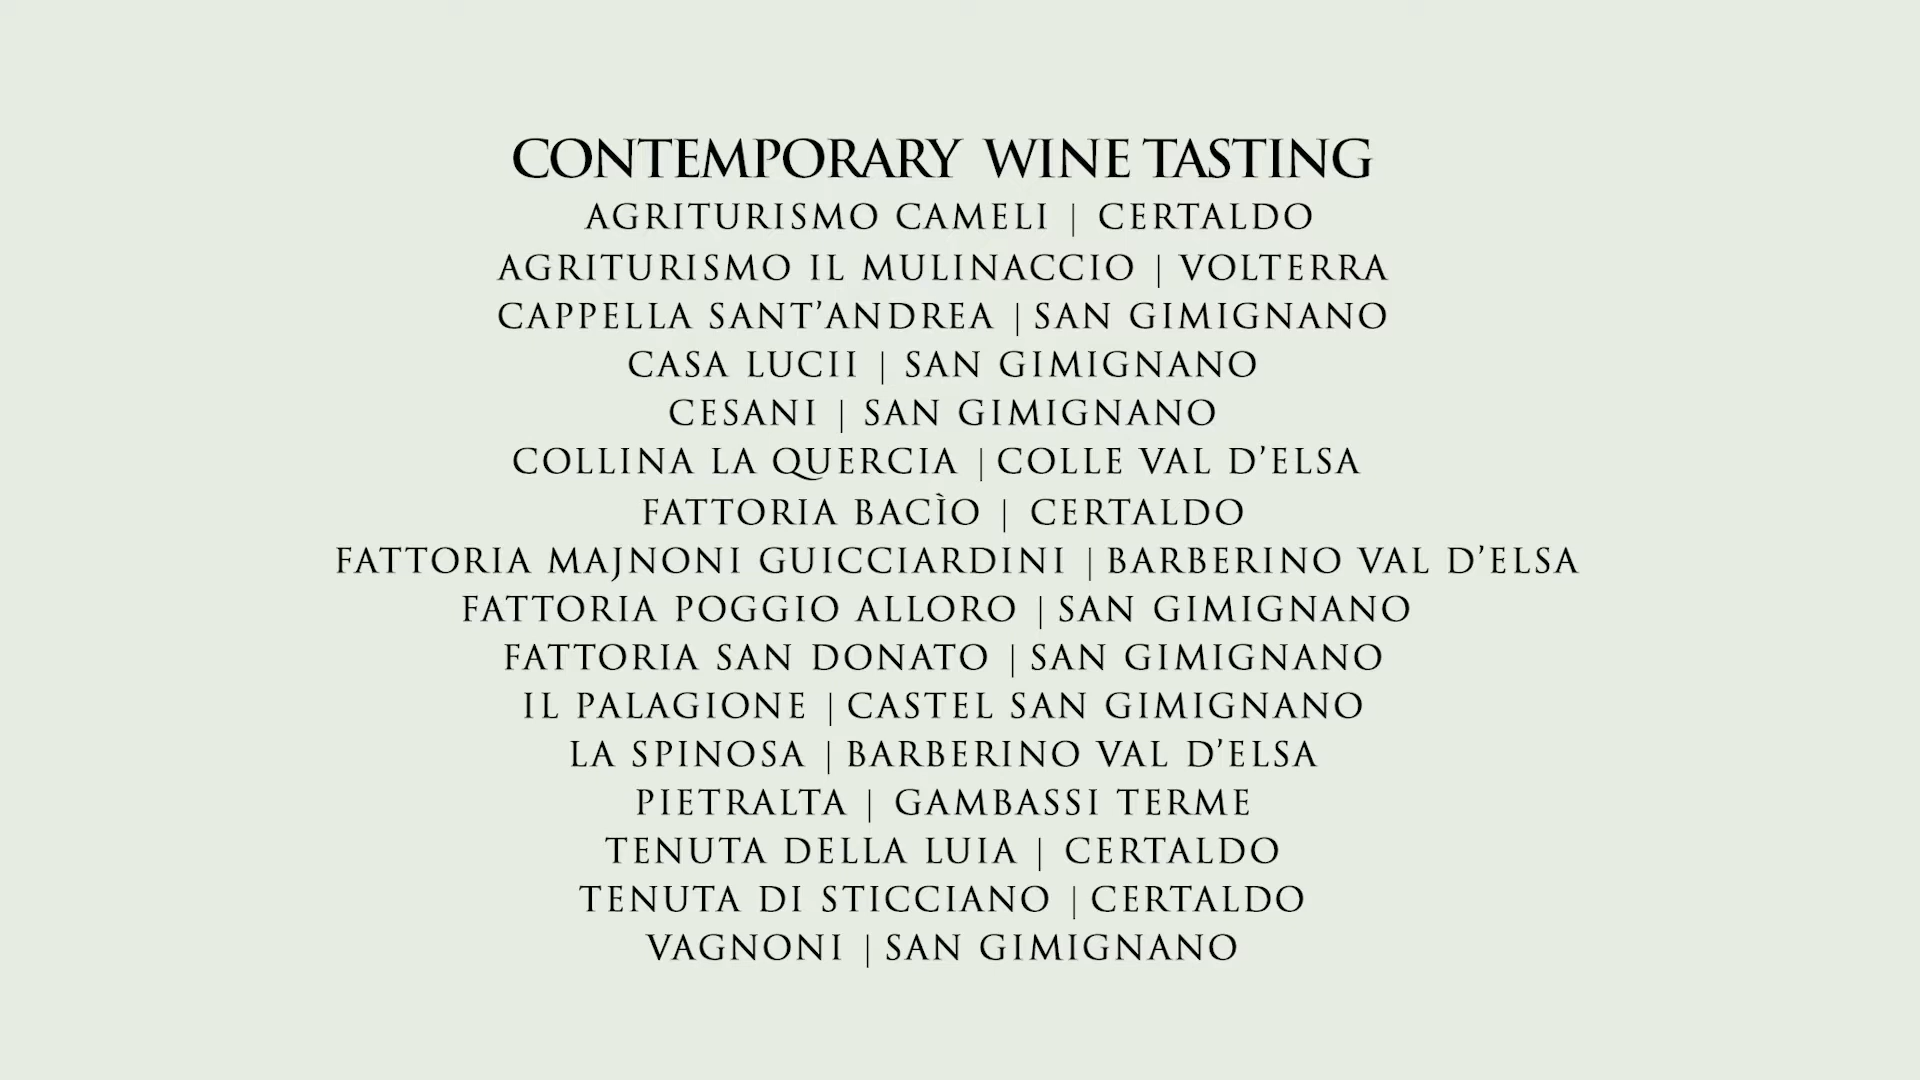 CONTEMPORARY WINE TASTING
AGRITURISMO CAMELI | CERTALDO
AGRITURISMO IL MULINACCIO | VOLTERRA
CAPPELLA SANT’ANDREA | SAN GIMIGNANO
CASA LUCII | SAN GIMIGNANO
CESANI | SAN GIMIGNANO
COLLINA LA QUERCIA | COLLE VAL D’ELSA
FATTORIA BACÌO | CERTALDO
FATTORIA MAJNONI GUICCIARDINI | BARBERINO VAL D’ELSA
FATTORIA POGGIO ALLORO | SAN GIMIGNANO
FATTORIA SAN DONATO | SAN GIMIGNANO
IL PALAGIONE | CASTEL SAN GIMIGNANO
LA SPINOSA | BARBERINO VAL D’ELSA
PIETRALTA | GAMBASSI TERME
TENUTA DELLA LUIA | CERTALDO
TENUTA DI STICCIANO | CERTALDO
VAGNONI | SAN GIMIGNANO